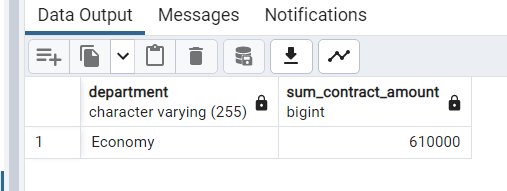 Data Output Messages Notifications
department sum_contract_amount
character varying (255) bigint
1 Economy 610000